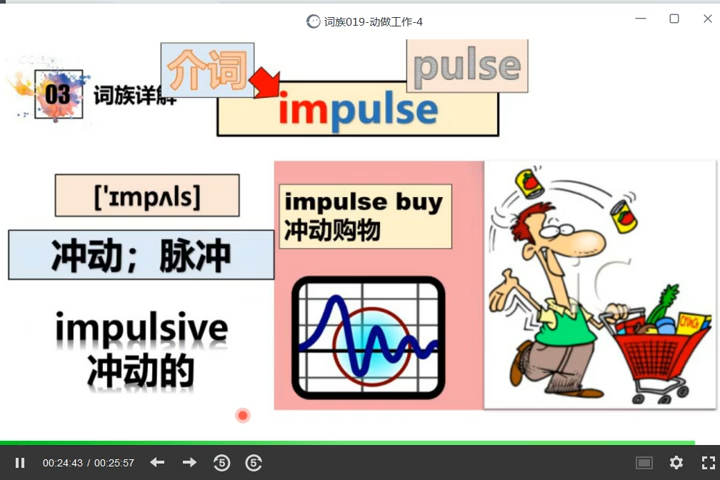 词族019-动做工作-4
介词
pulse
03
词族详解
impulse
['ɪmpʌls]
冲动；脉冲
impulsive
冲动的
impulse buy
冲动购物
00:24:43 / 00:25:57
5
5